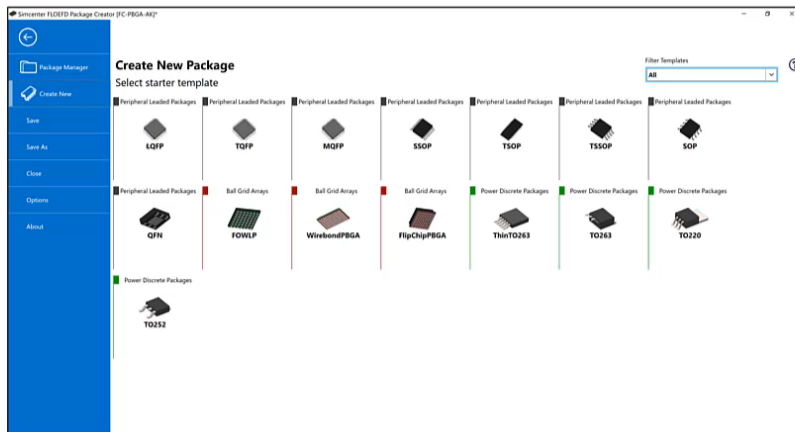 Simcenter FLOEFD Package Creator [FC-PBGA-AK]*
Package Manager
Create New
Save
Save As
Close
Options
About
Create New Package
Select starter template
Filter Templates
All
Peripheral Leaded Packages Peripheral Leaded Packages Peripheral Leaded Packages Peripheral Leaded Packages Peripheral Leaded Packages Peripheral Leaded Packages Peripheral Leaded Packages
LQFP TQFP MQFP SSOP TSOP TSSOP SOP
Peripheral Leaded Packages Ball Grid Arrays Ball Grid Arrays Ball Grid Arrays Power Discrete Packages Power Discrete Packages Power Discrete Packages
QFN FOWLP WirebondPBGA FlipChipPBGA ThinTO263 TO263 TO220
Power Discrete Packages
TO252